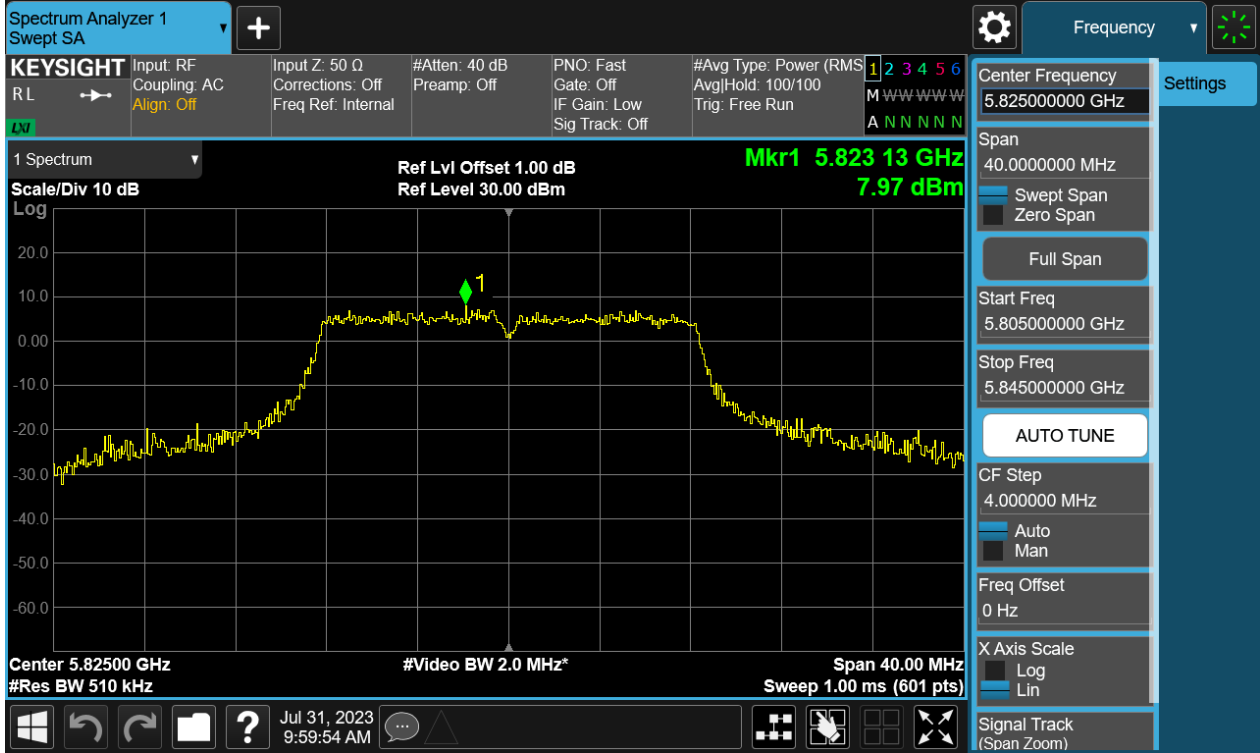 Spectrum Analyzer 1
Swept SA
Frequency
KEYSIGHT
R L
LXI
Input: RF
Coupling: AC
Align: Off
Input Z: 50 Ω
Corrections: Off
Freq Ref: Internal
#Atten: 40 dB
Preamp: Off
PNO: Fast
Gate: Off
IF Gain: Low
Sig Track: Off
#Avg Type: Power (RMS
Avg|Hold: 100/100
Trig: Free Run
1 2 3 4 5 6
M W W W W W
A N N N N N
1 Spectrum
Scale/Div 10 dB
Log
Ref Lvl Offset 1.00 dB
Ref Level 30.00 dBm
Mkr1 5.823 13 GHz
7.97 dBm
1
20.0
10.0
0.00
-10.0
-20.0
-30.0
-40.0
-50.0
-60.0
Center 5.82500 GHz
#Res BW 510 kHz
#Video BW 2.0 MHz*
Span 40.00 MHz
Sweep 1.00 ms (601 pts)
Center Frequency
5.825000000 GHz
Span
40.0000000 MHz
Swept Span
Zero Span
Full Span
Start Freq
5.805000000 GHz
Stop Freq
5.845000000 GHz
AUTO TUNE
CF Step
4.000000 MHz
Auto
Man
Freq Offset
0 Hz
X Axis Scale
Log
Lin
Signal Track
(Span Zoom)
Settings
?
Jul 31, 2023
9:59:54 AM